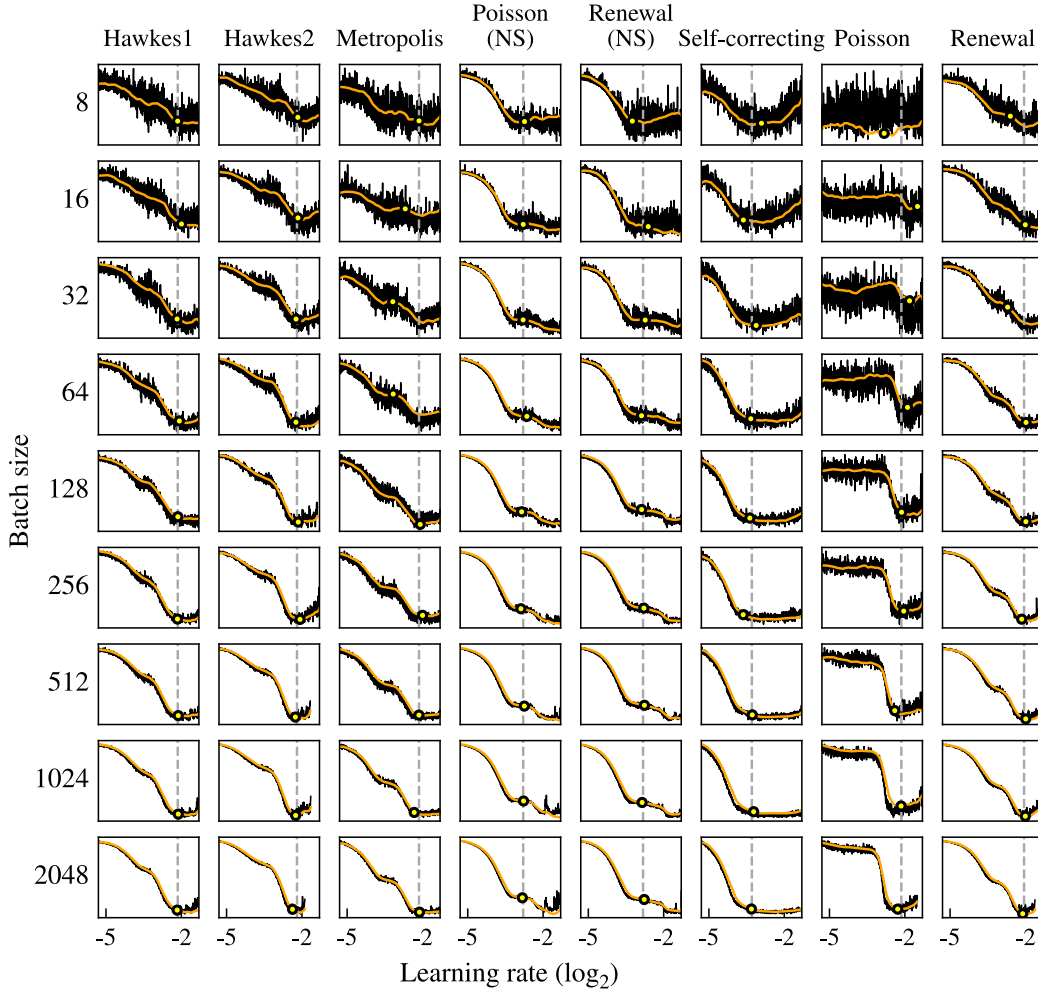 Hawkes1 Hawkes2 Metropolis Poisson (NS) Renewal (NS) Self-correcting Poisson Renewal
8
16
32
64
128
256
512
1024
2048
Batch size
-5 -2 -5 -2 -5 -2 -5 -2 -5 -2 -5 -2 -5 -2 -5 -2
Learning rate (log₂)